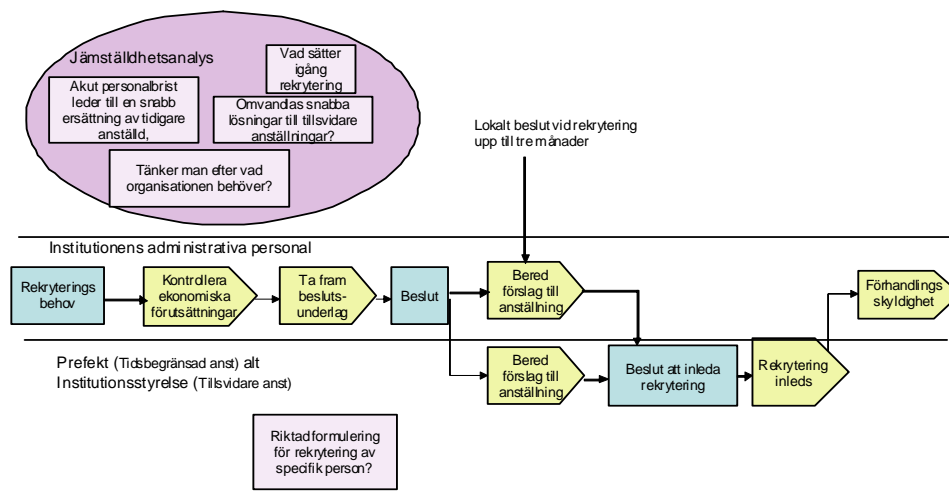 Jämställdhetsanalys
Vad sätter
igång
rekrytering
Akut personalbrist
leder till en snabb
ersättning av tidigare
anställd,
Omvandlas snabba
lösningar till tillsvidare
anställningar?
Tänker man efter vad
organisationen behöver?
Lokalt beslut vid rekrytering
upp till tre månader
Institutionens administrativa personal
Rekryterings
behov
Kontrollera
ekonomiska
förutsättningar
Ta fram
besluts-
underlag
Beslut
Bered
förslag till
anställning
Förhandlings
skyldighet
Prefekt (Tidsbegränsad anst) alt
Institutionsstyrelse (Tillsvidare anst)
Bered
förslag till
anställning
Beslut att inleda
rekrytering
Rekrytering
inleds
Riktad formulering
för rekrytering av
specifik person?